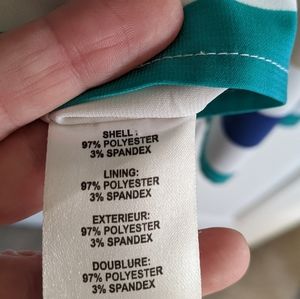 SHELL:
97% POLYESTER
3% SPANDEX
LINING:
97% POLYESTER
3% SPANDEX
EXTERIEUR:
97% POLYESTER
3% SPANDEX
DOUBLURE:
97% POLYESTER
3% SPANDEX